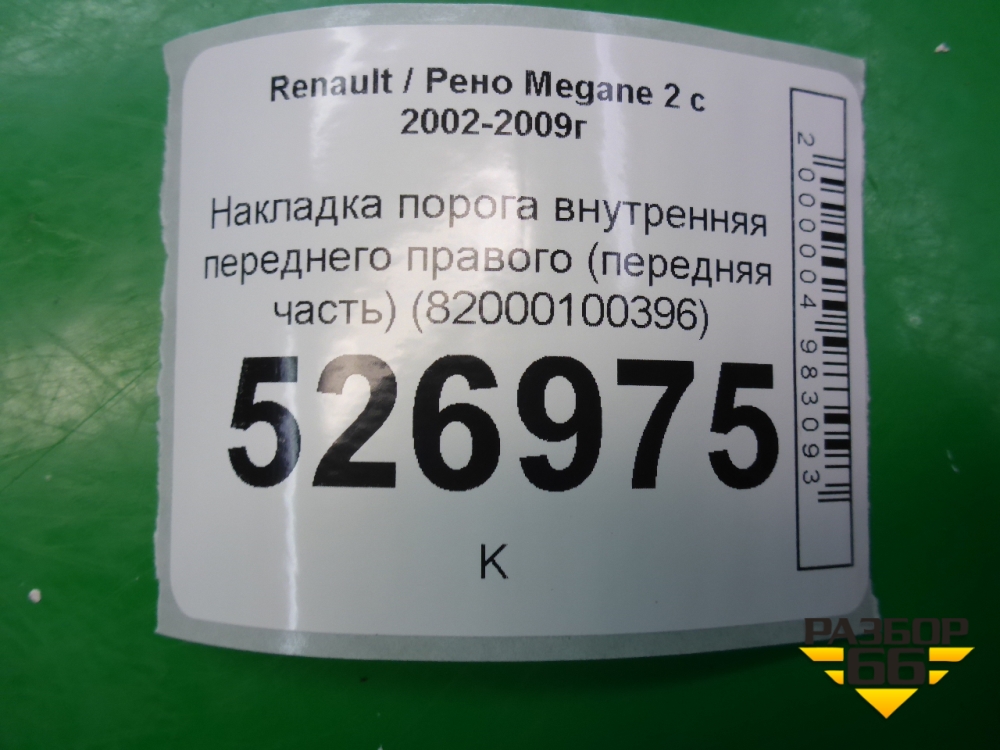 Renault / Рено Megane 2 с
2002-2009г
Накладка порога внутренняя
переднего правого (передняя
часть) (82000100396)
526975
К
2000004983093
РАЗБОР
66